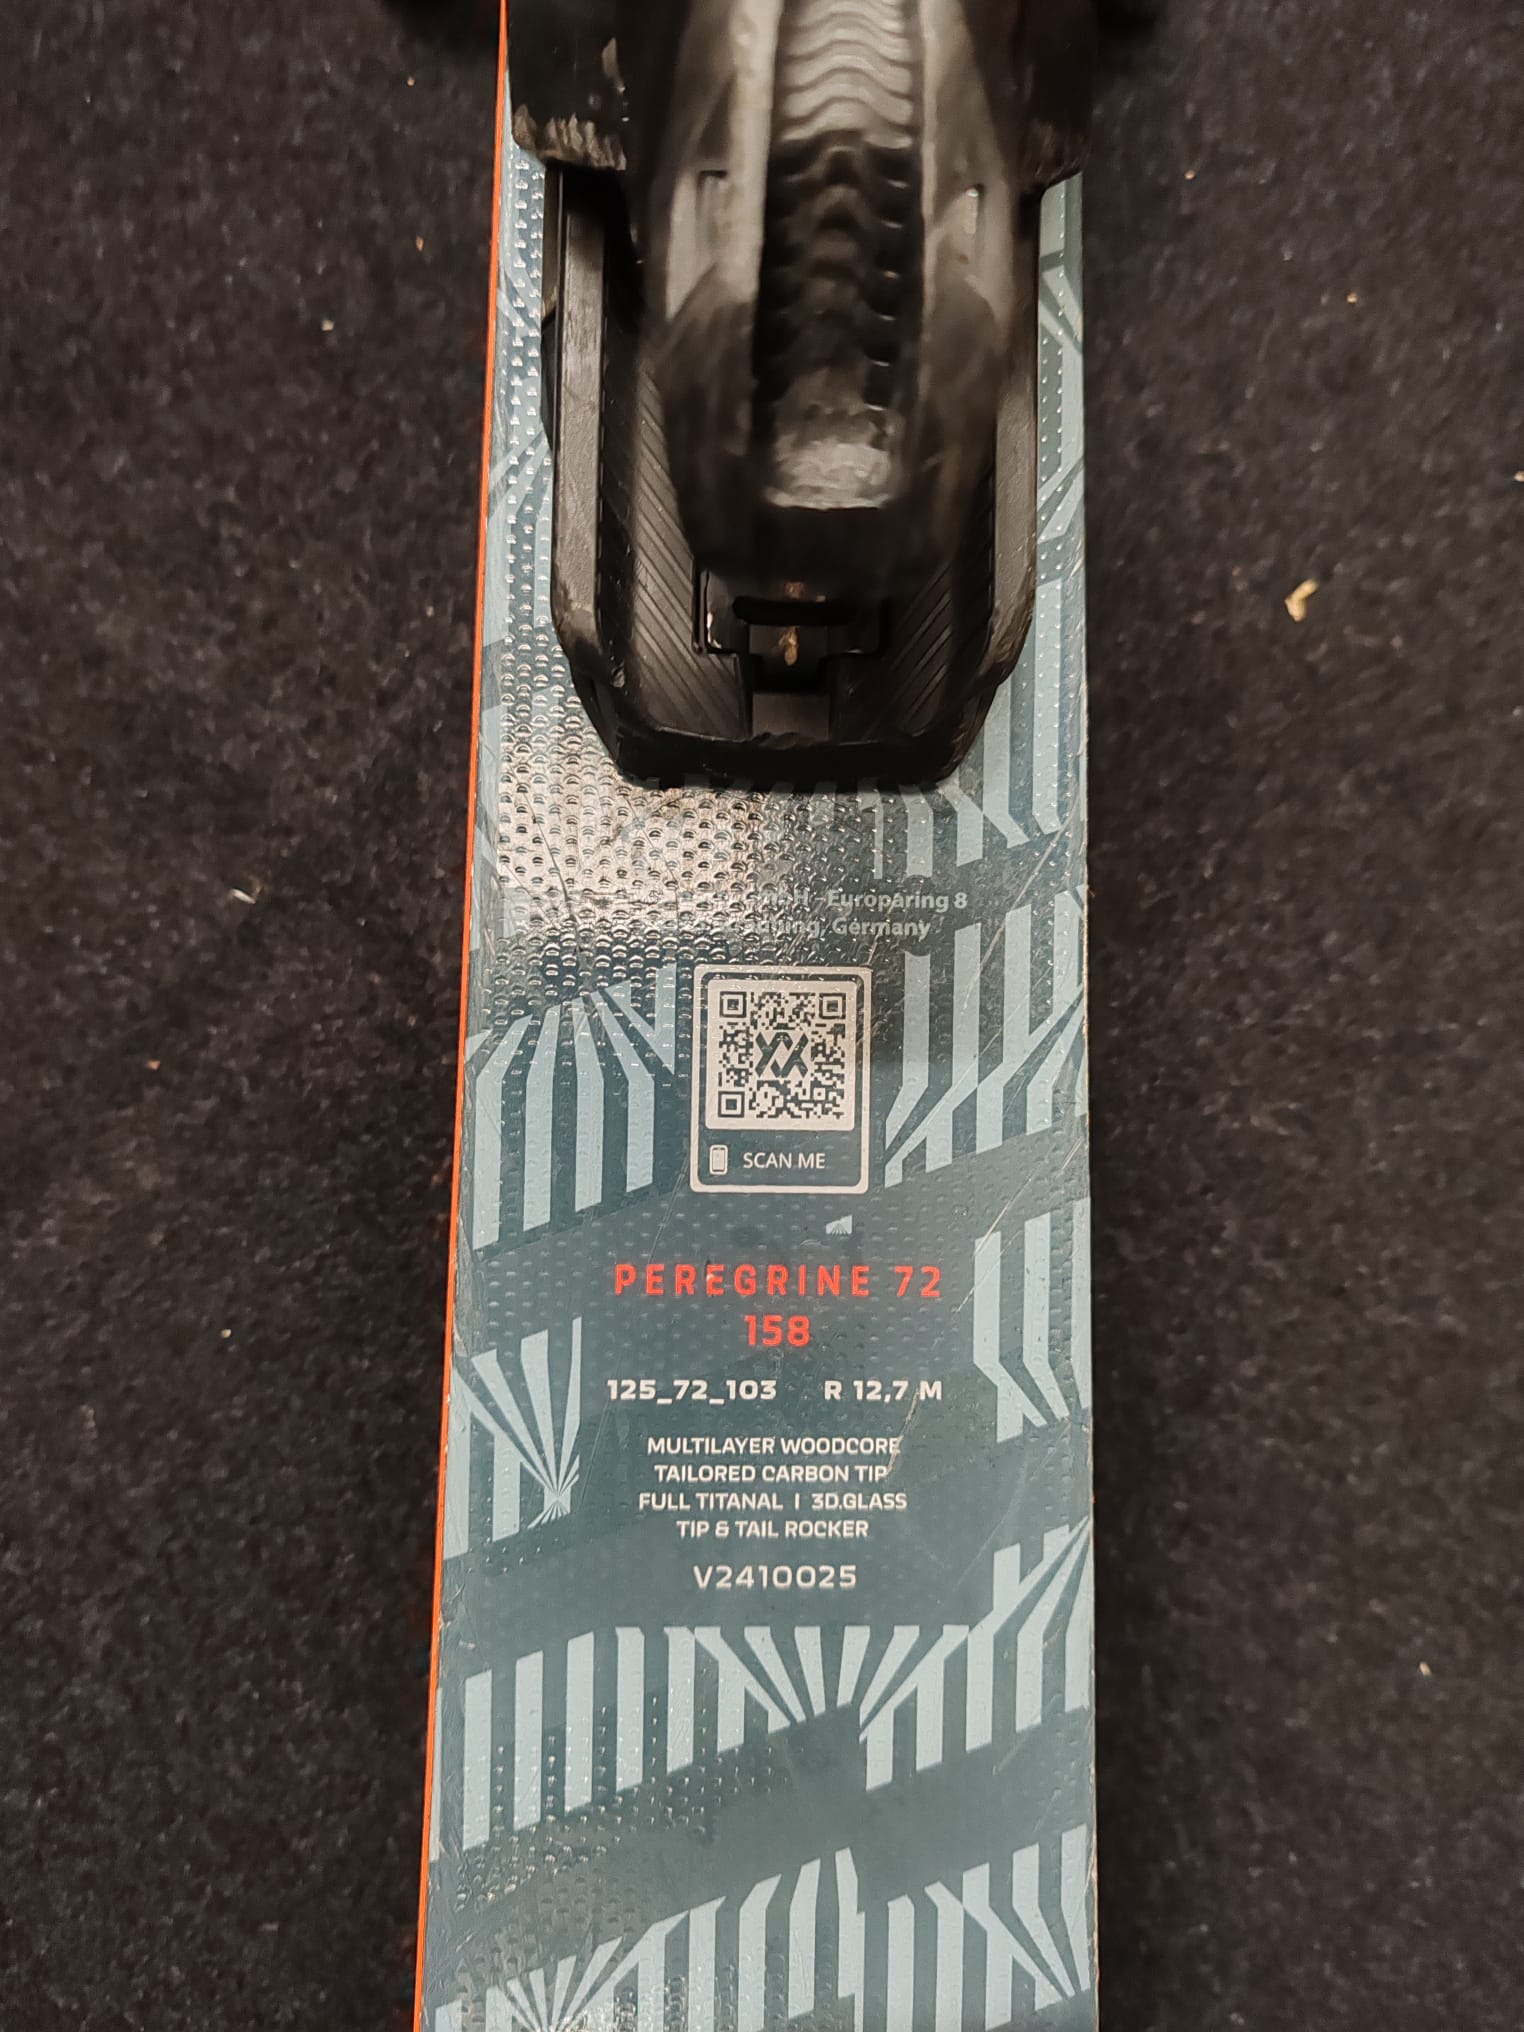 Europaring 8
Germany
SCAN ME
PEREGRINE 72
158
125_72_103 R 12,7 M
MULTILAYER WOODCORE
TAILORED CARBON TIP
FULL TITANAL I 3D.GLASS
TIP & TAIL ROCKER
V2410025